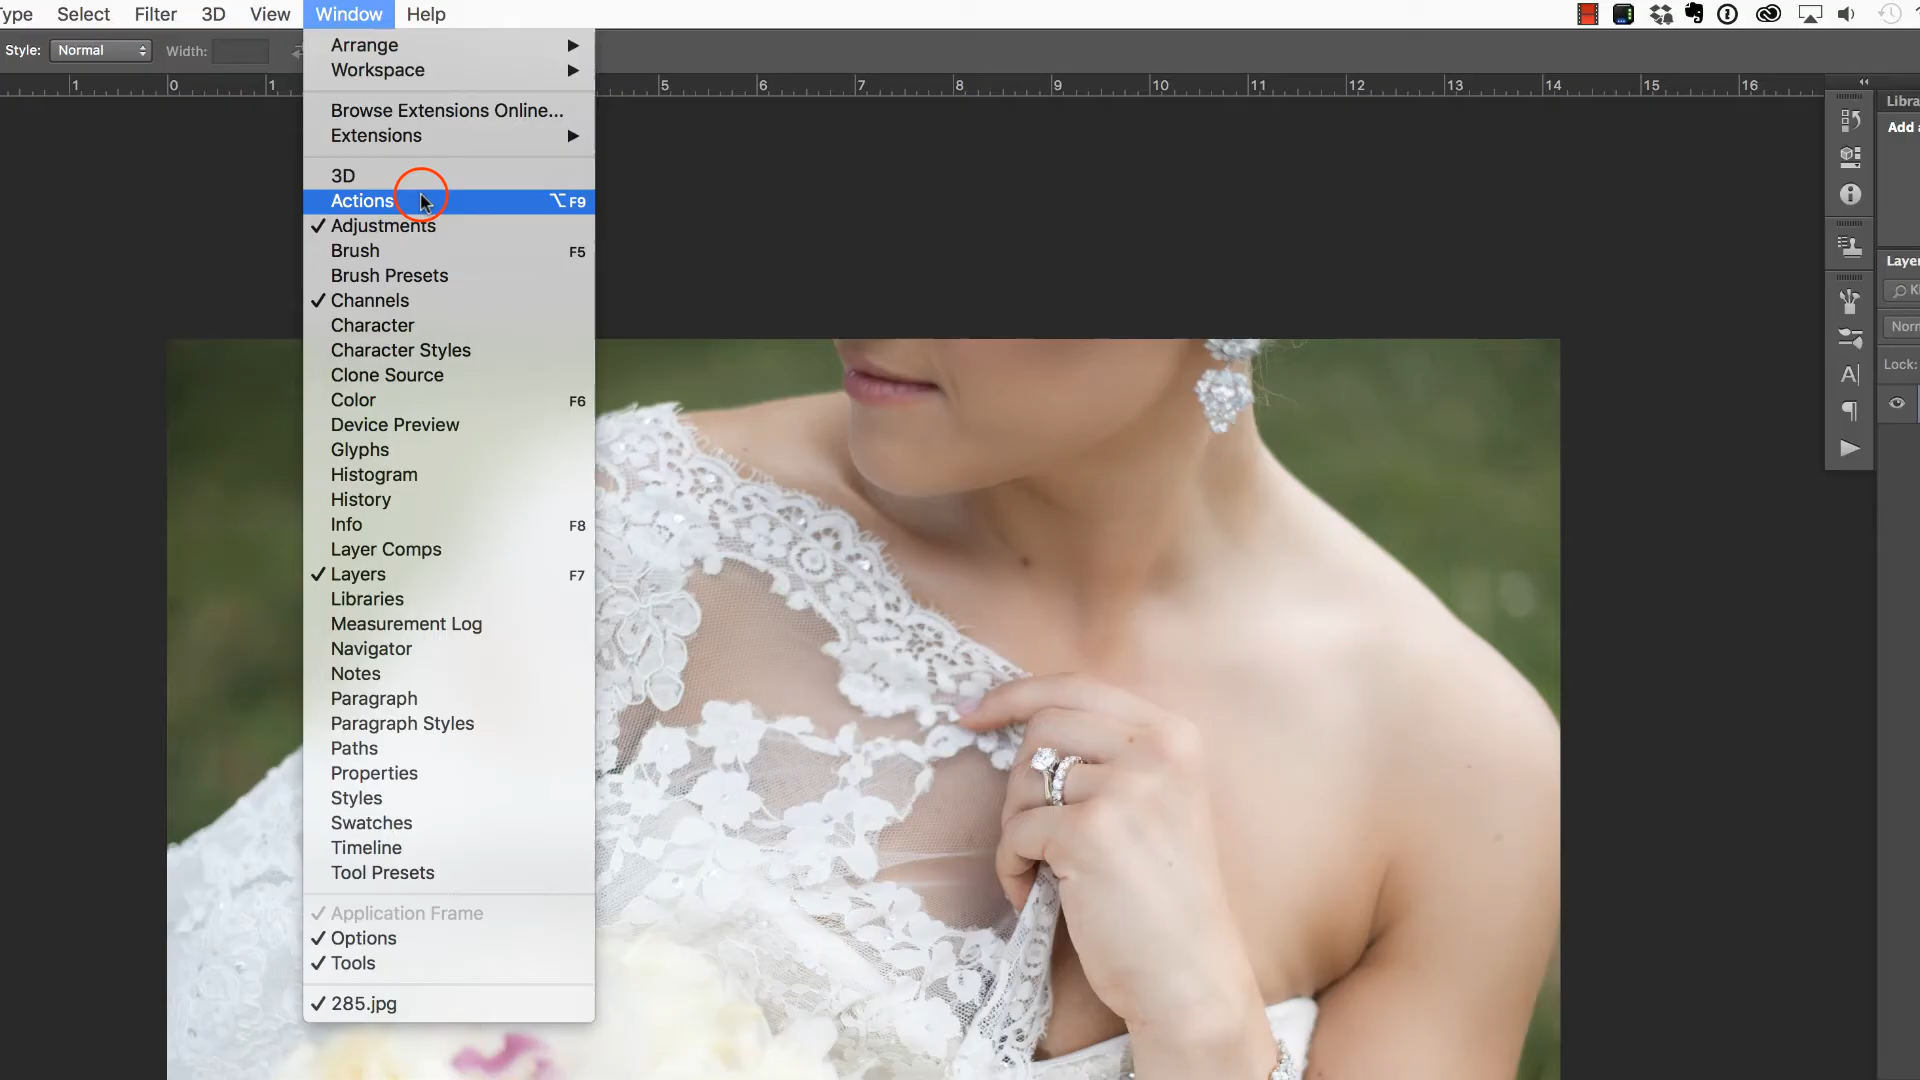 Type Select Filter 3D View Window Help
Style: Normal Width:
Arrange
Workspace
Browse Extensions Online...
Extensions
3D
Actions ⌥F9
✓ Adjustments
Brush F5
Brush Presets
✓ Channels
Character
Character Styles
Clone Source
Color F6
Device Preview
Glyphs
Histogram
History
Info F8
Layer Comps
✓ Layers F7
Libraries
Measurement Log
Navigator
Notes
Paragraph
Paragraph Styles
Paths
Properties
Styles
Swatches
Timeline
Tool Presets
✓ Application Frame
✓ Options
✓ Tools
✓ 285.jpg
1 0 1 5 6 7 8 9 10 11 12 13 14 15 16
Libra
Add a
Layer
Ki
Norm
Lock: